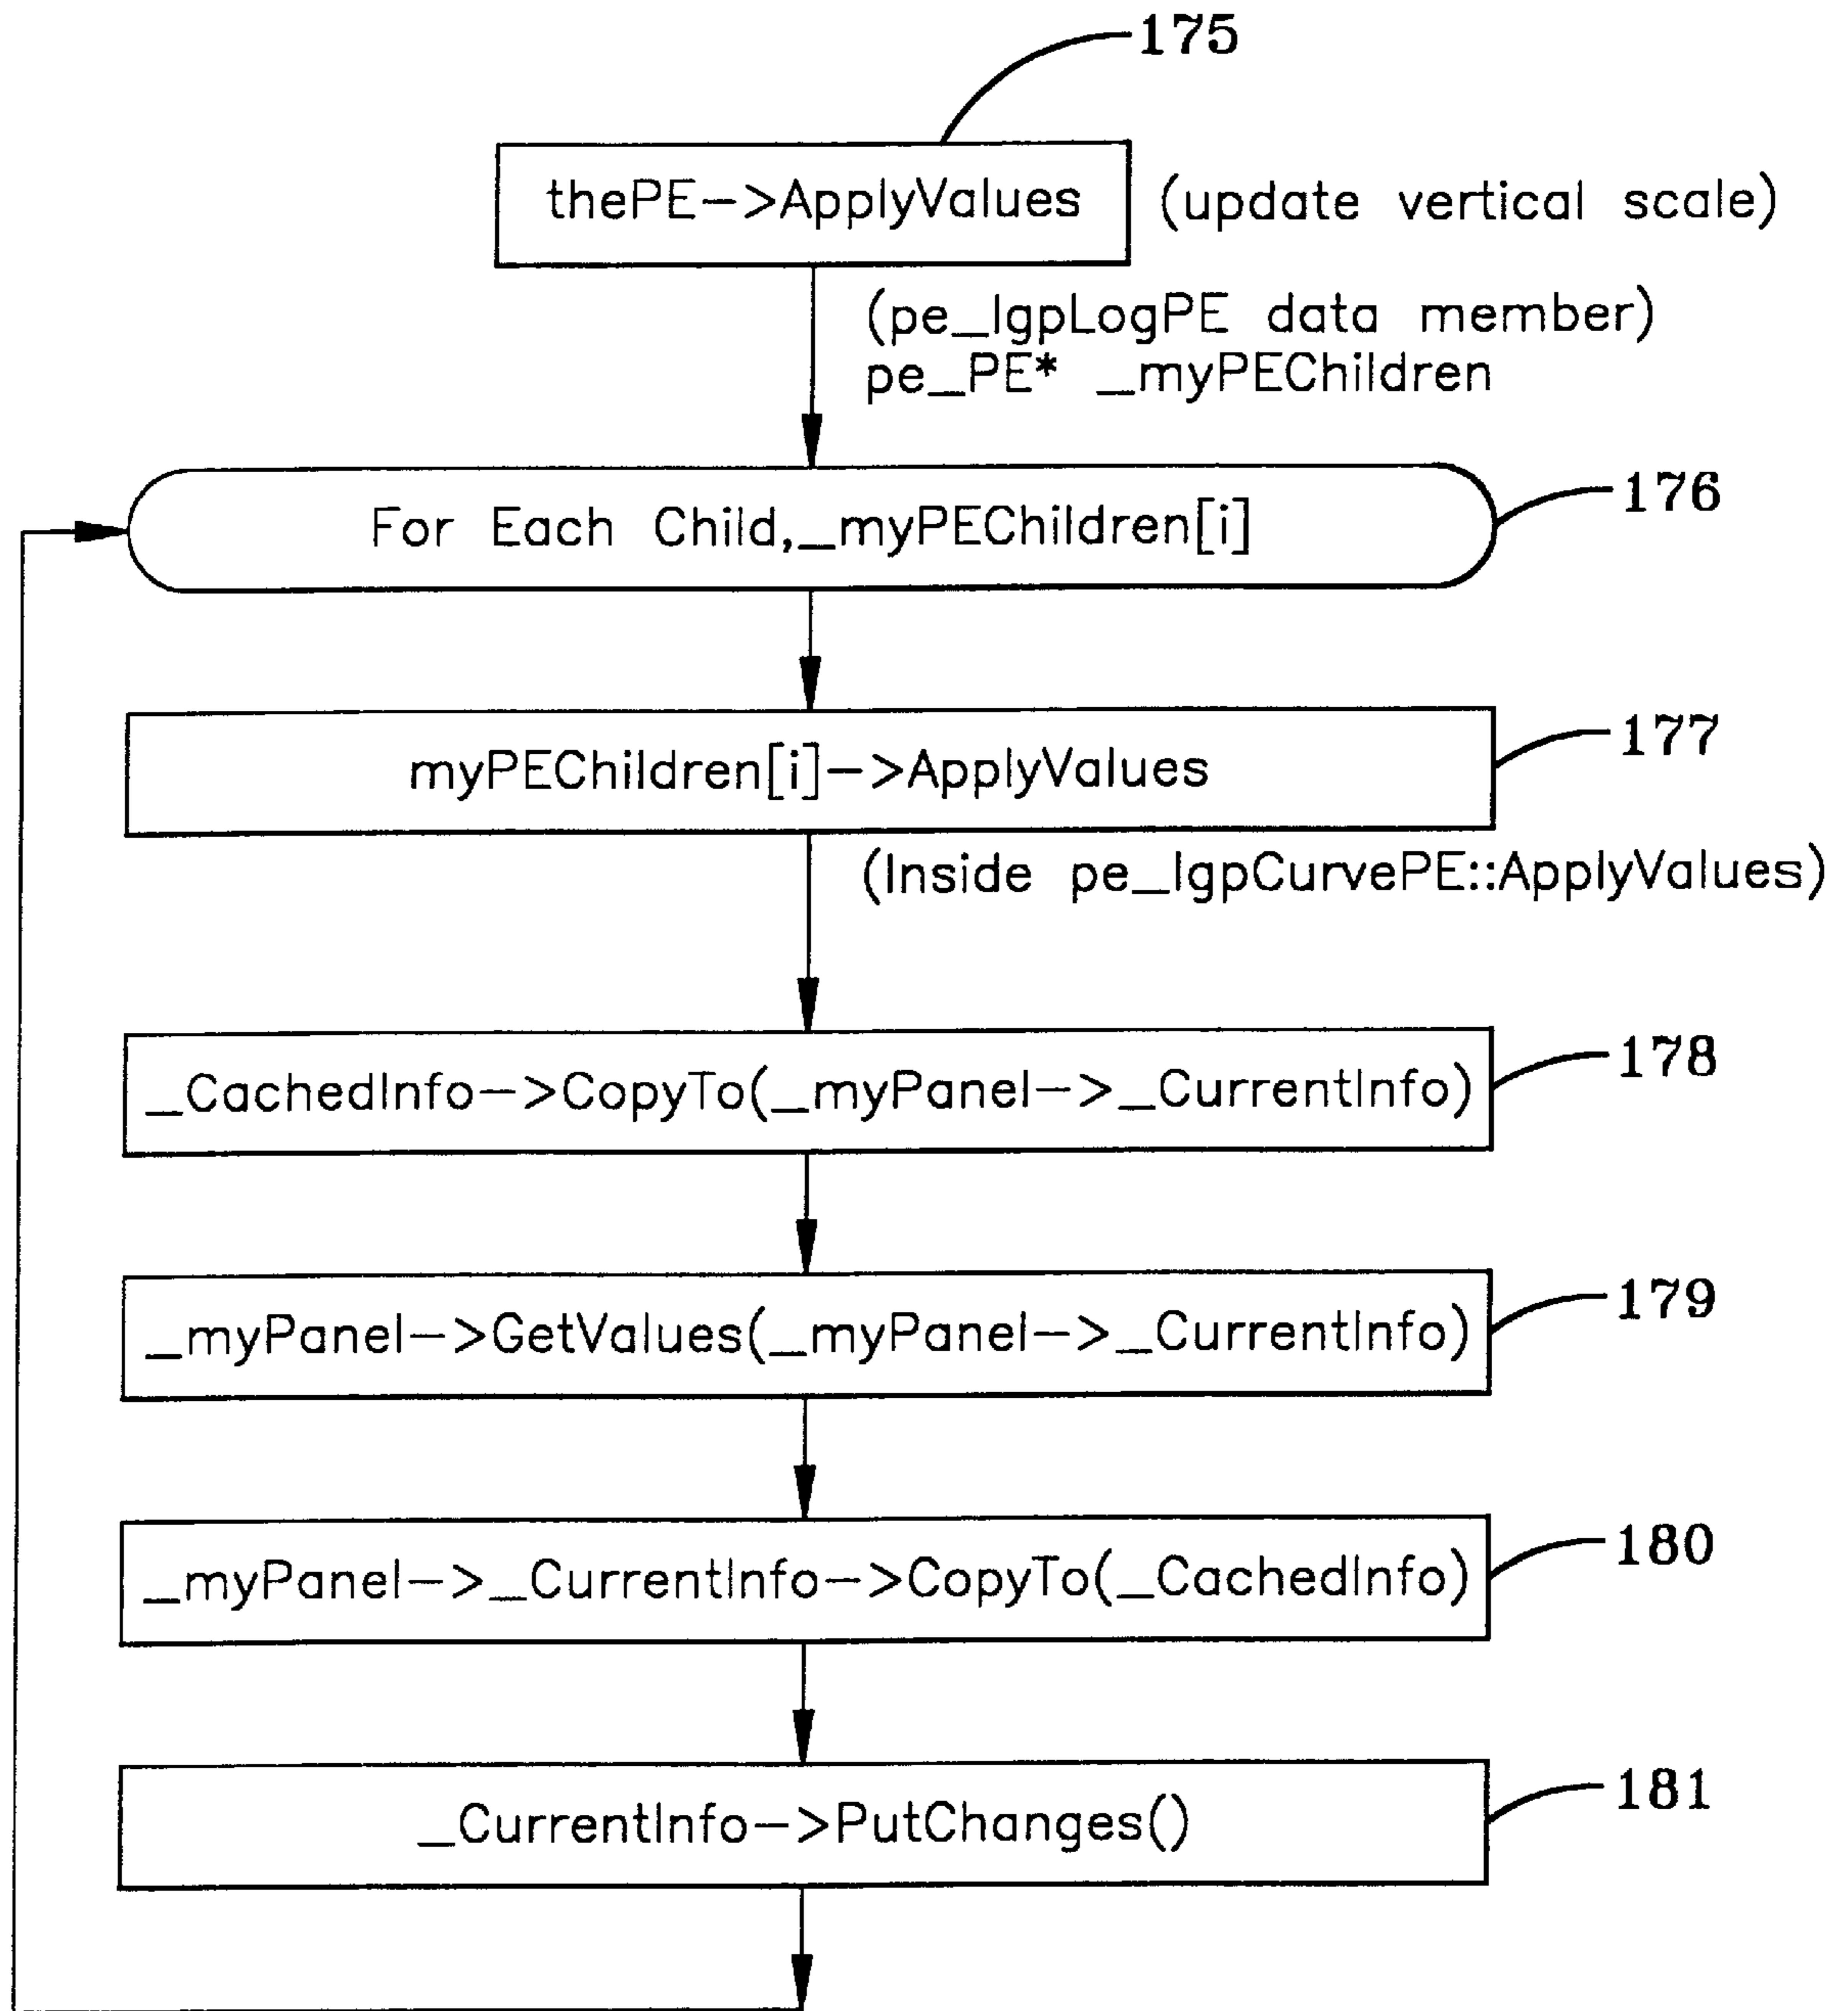 175
thePE->ApplyValues (update vertical scale)
(pe_lgpLogPE data member)
pe_PE* _myPEChildren
For Each Child,_myPEChildren[i]
176
myPEChildren[i]->ApplyValues
177
(Inside pe_lgpCurvePE::ApplyValues)
_CachedInfo->CopyTo(_myPanel->_CurrentInfo)
178
_myPanel->GetValues(_myPanel->_CurrentInfo)
179
_myPanel->_CurrentInfo->CopyTo(_CachedInfo)
180
_CurrentInfo->PutChanges()
181